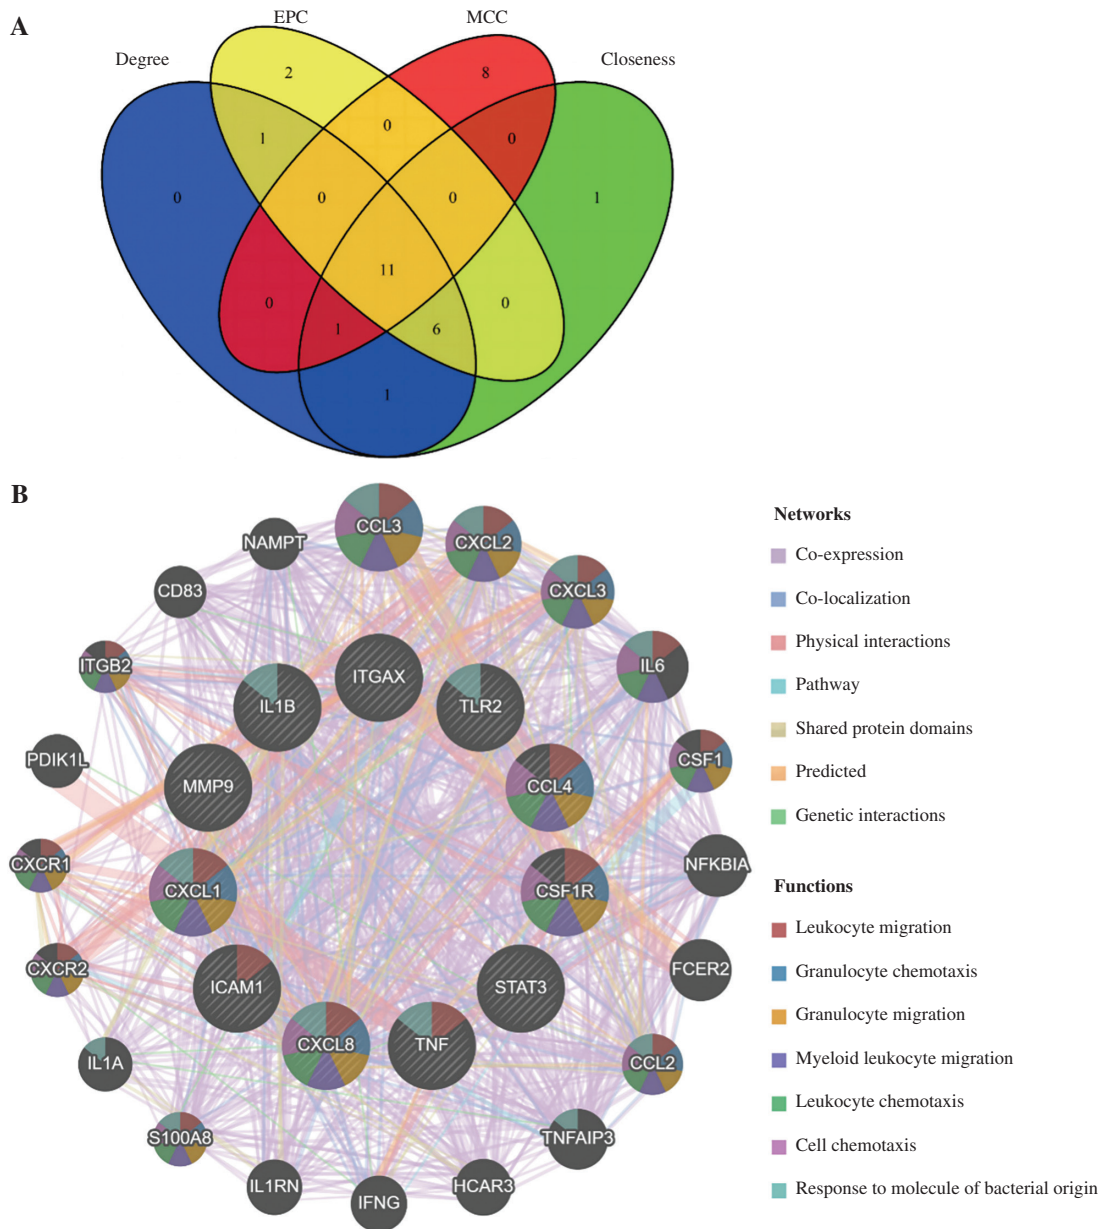 A
EPC
MCC
Degree
Closeness
2
8
1
0
0
0
0
0
1
11
0
0
1
6
1
B
CCL3
CXCL2
NAMPT
CXCL3
CD83
IL6
ITGB2
ITGAX
IL1B
TLR2
CSF1
PDIK1L
MMP9
CCL4
CXCR1
NFKBIA
CXCL1
CSF1R
CXCR2
FCER2
ICAM1
STAT3
CXCL8
TNF
IL1A
CCL2
S100A8
TNFAIP3
IL1RN
IFNG
HCAR3
Networks
Co-expression
Co-localization
Physical interactions
Pathway
Shared protein domains
Predicted
Genetic interactions
Functions
Leukocyte migration
Granulocyte chemotaxis
Granulocyte migration
Myeloid leukocyte migration
Leukocyte chemotaxis
Cell chemotaxis
Response to molecule of bacterial origin